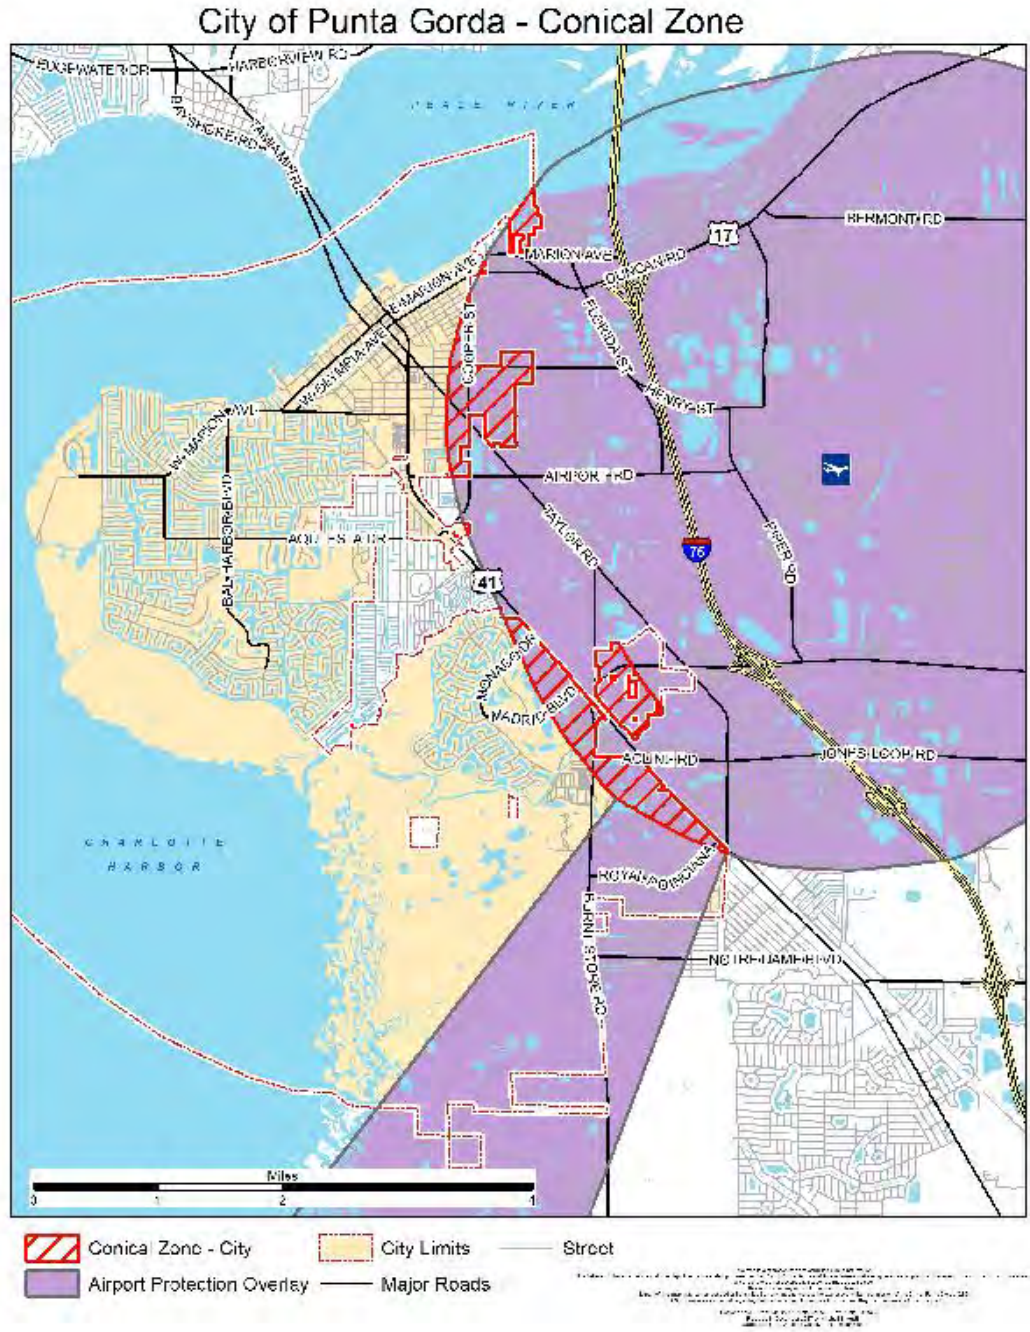 City of Punta Gorda - Conical Zone
EDGEWATER DR
HARBORVIEW RD
BAYSHORE RD
TAMIAMI TRL
PEACE RIVER
BERMONT RD
17
MARION AVE
DUNCAN RD
E MARION AVE
FLORIDA ST
COOPER ST
W OLYMPIA AVE
HENRY ST
W MARION AVE
AIRPORT RD
BAL HARBOR BLVD
AQUI ESTA DR
TAYLOR RD
PIPER RD
75
41
MONACO DR
MADRID BLVD
ACLINE RD
JONES LOOP RD
CHARLOTTE
HARBOR
ROYAL POINCIANA
BURNT STORE RD
NOTRE DAME BLVD
Miles
0 1 2 4
Conical Zone - City
City Limits
Street
Airport Protection Overlay
Major Roads